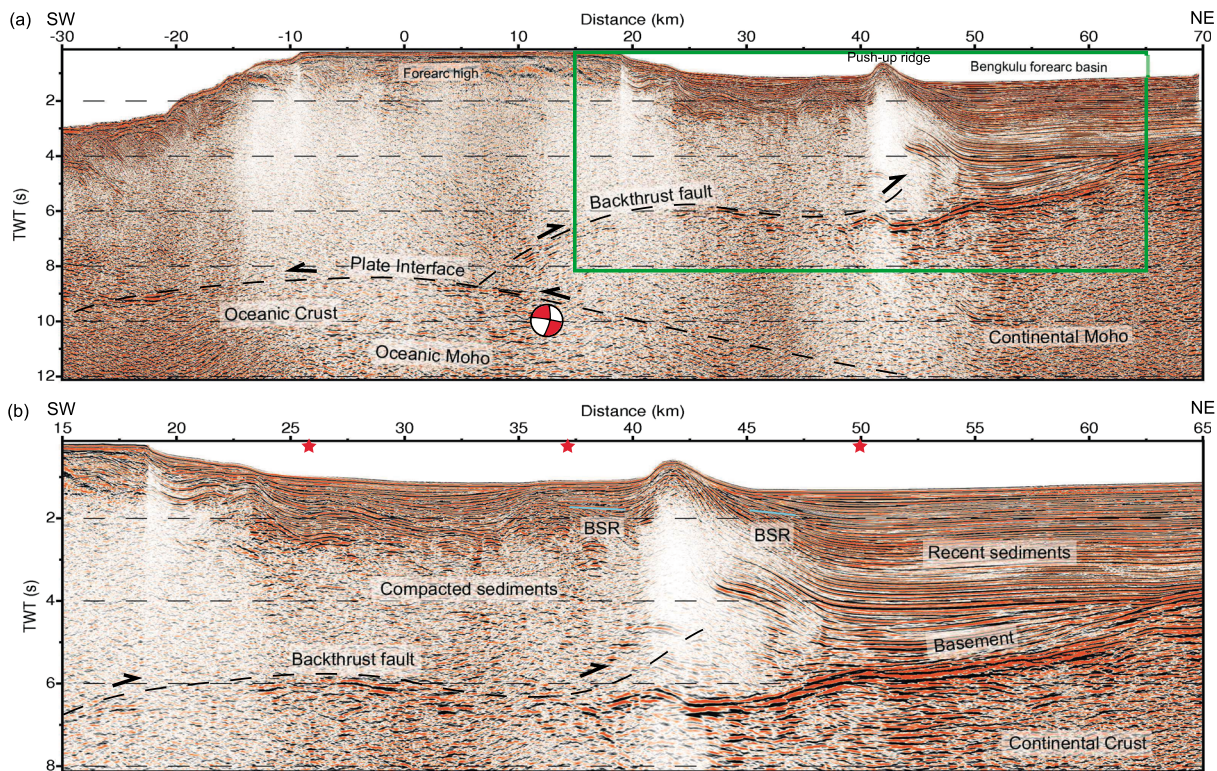 (a) SW Distance (km) NE
-30 -20 -10 0 10 20 30 40 50 60 70
Push-up ridge
Forearc high Bengkulu forearc basin
2
4
Backthrust fault
6
TWT (s)
8
Plate Interface
Oceanic Crust
10
Continental Moho
Oceanic Moho
12
(b) SW Distance (km) NE
15 20 25 30 35 40 45 50 55 60 65
2
BSR BSR
Recent sediments
Compacted sediments
4
TWT (s)
Basement
Backthrust fault
6
Continental Crust
8